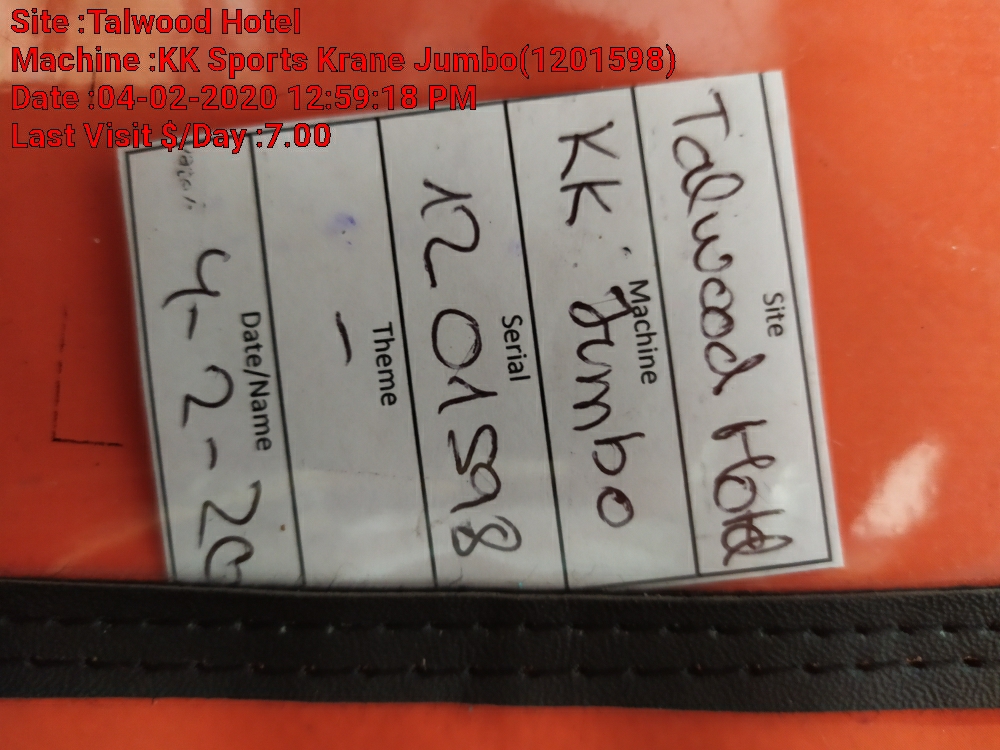 Site :Talwood Hotel
Machine :KK Sports Krane Jumbo(1201598)
Date :04-02-2020 12:59:18 PM
Last Visit $/Day :7.00
Site
Talwood Hotel
Machine
KK Jumbo
Serial
1201598
Theme
-
Date/Name
4-2-20